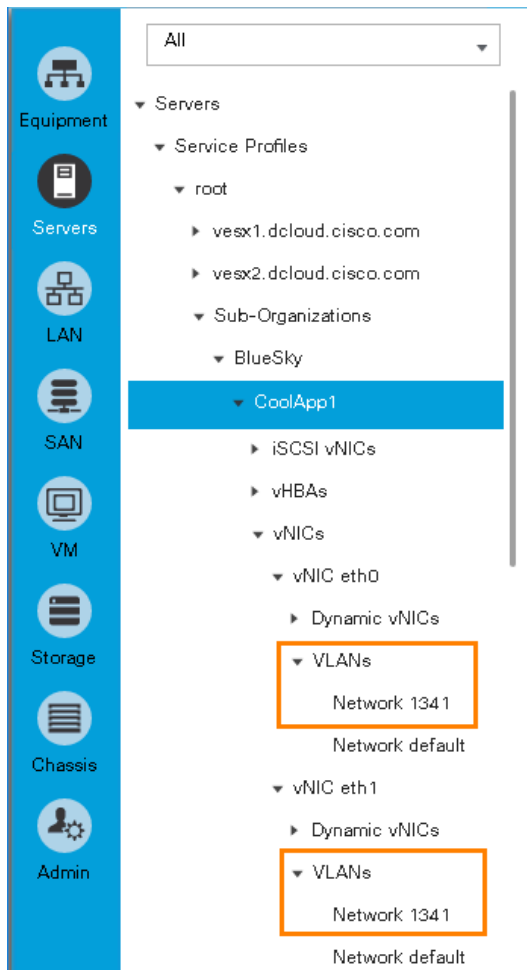 Equipment
Servers
LAN
SAN
VM
Storage
Chassis
Admin
All
Servers
Service Profiles
root
vesx1.dcloud.cisco.com
vesx2.dcloud.cisco.com
Sub-Organizations
BlueSky
CoolApp1
iSCSI vNICs
vHBAs
vNICs
vNIC eth0
Dynamic vNICs
VLANs
Network 1341
Network default
vNIC eth1
Dynamic vNICs
VLANs
Network 1341
Network default